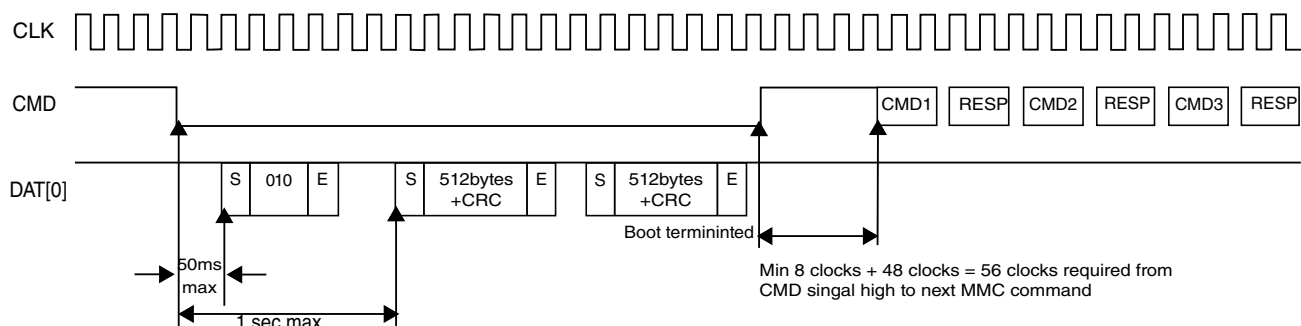 CLK
CMD
CMD1 RESP CMD2 RESP CMD3 RESP
DAT[0]
S 010 E S 512bytes +CRC E S 512bytes +CRC E
Boot termininted
50ms
max
1 sec max
Min 8 clocks + 48 clocks = 56 clocks required from
CMD singal high to next MMC command